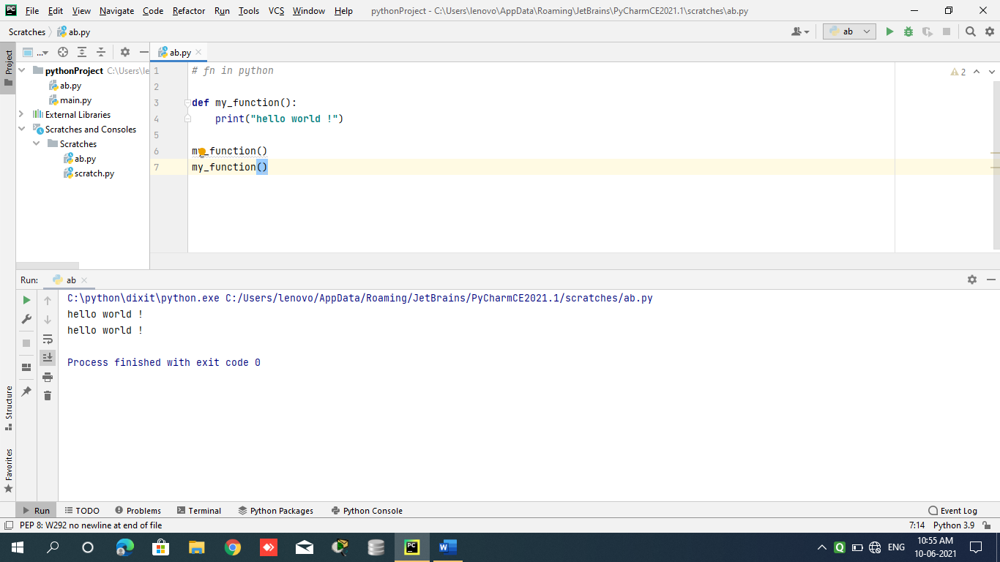 PC File Edit View Navigate Code Refactor Run Tools VCS Window Help pythonProject - C:\Users\lenovo\AppData\Roaming\JetBrains\PyCharmCE2021.1\scratches\ab.py
Scratches ab.py
ab
Project
...
pythonProject C:\Users\le
ab.py
main.py
External Libraries
Scratches and Consoles
Scratches
ab.py
scratch.py
ab.py
2
1 # fn in python
2
3 def my_function():
4 print("hello world !")
5
6 my_function()
7 my_function()
Run: ab
C:\python\dixit\python.exe C:/Users/lenovo/AppData/Roaming/JetBrains/PyCharmCE2021.1/scratches/ab.py
hello world !
hello world !
Process finished with exit code 0
Structure
Favorites
Run TODO Problems Terminal Python Packages Python Console Event Log
PEP 8: W292 no newline at end of file 7:14 Python 3.9
PC W Q ENG 10:55 AM
10-06-2021